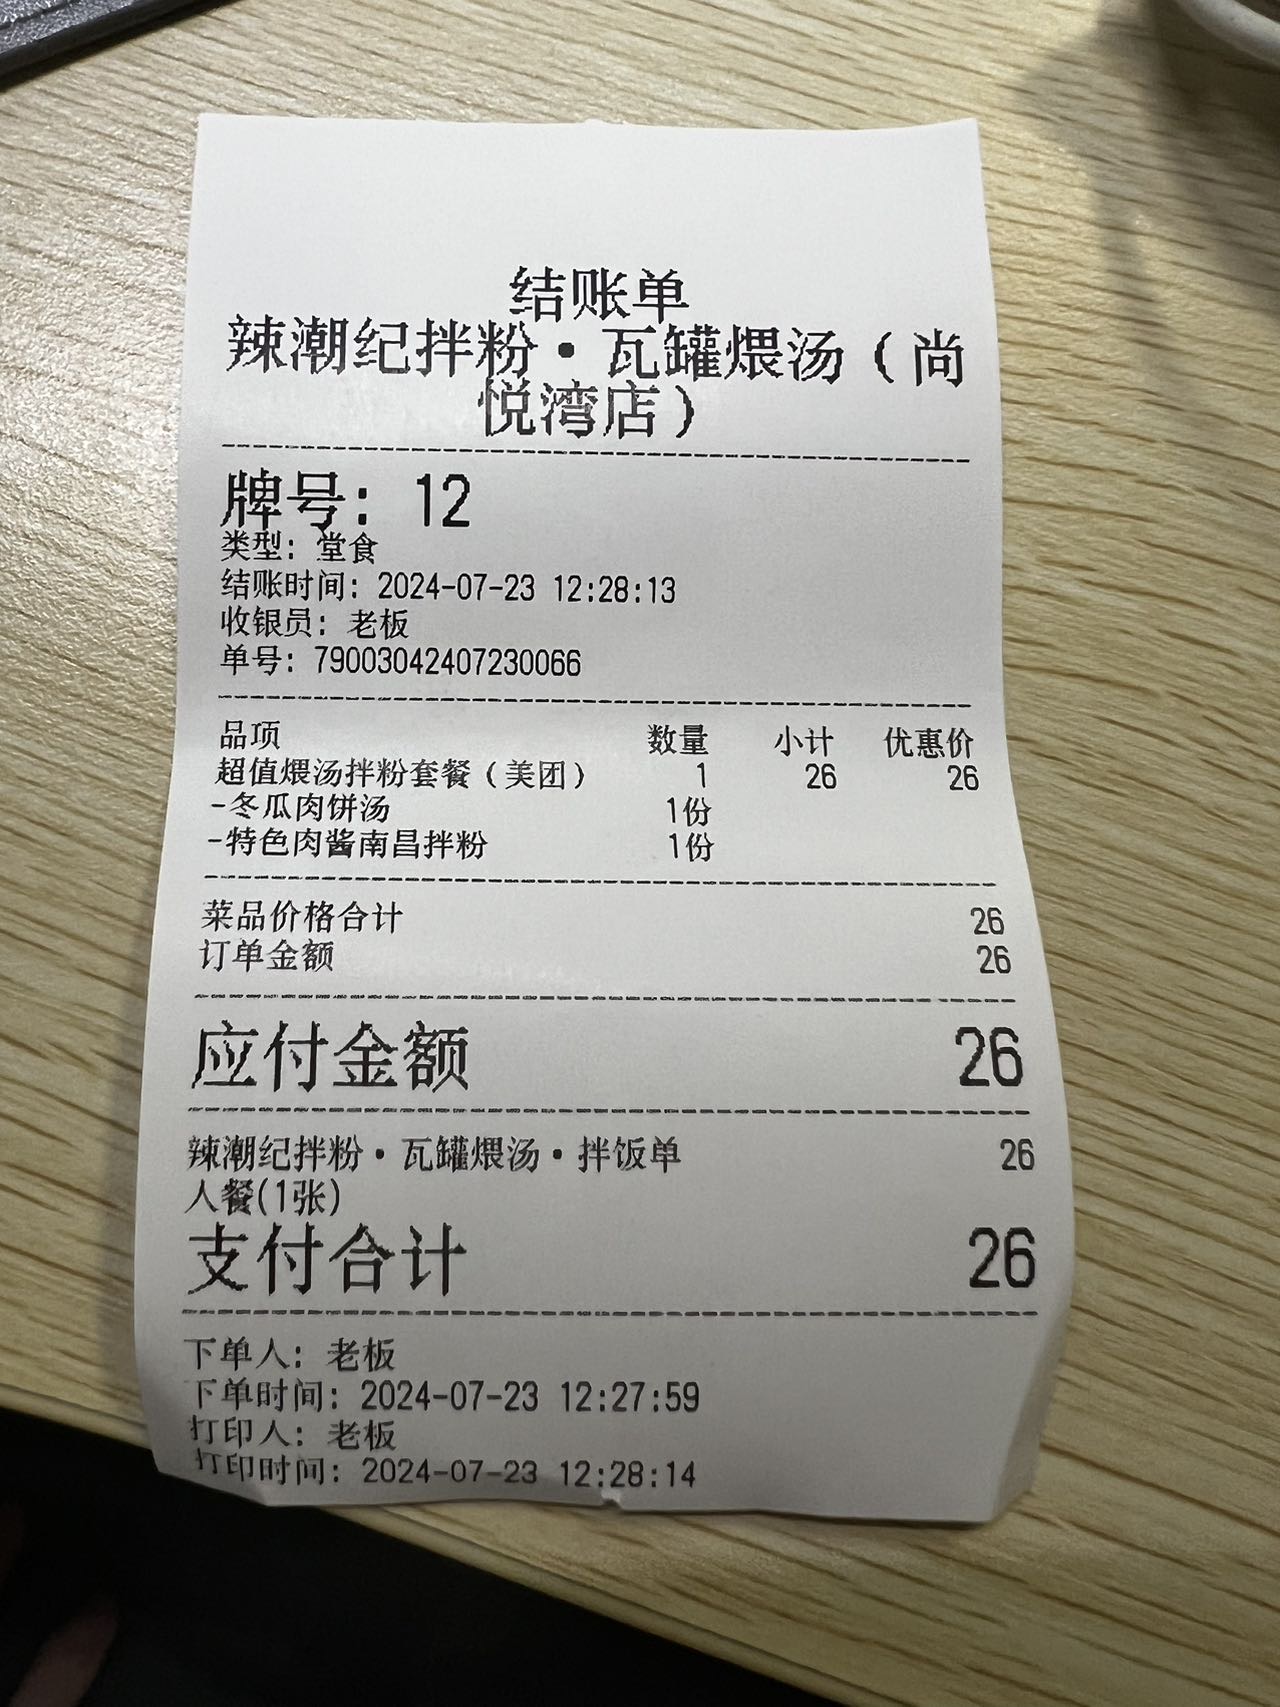 结账单
辣潮纪拌粉·瓦罐煨汤（尚
悦湾店）
牌号：12
类型：堂食
结账时间：2024-07-23 12:28:13
收银员：老板
单号：79003042407230066
品项 数量 小计 优惠价
超值煨汤拌粉套餐（美团） 1 26 26
-冬瓜肉饼汤 1份
-特色肉酱南昌拌粉 1份
菜品价格合计 26
订单金额 26
应付金额 26
辣潮纪拌粉·瓦罐煨汤·拌饭单 26
人餐(1张)
支付合计 26
下单人：老板
下单时间：2024-07-23 12:27:59
打印人：老板
打印时间：2024-07-23 12:28:14